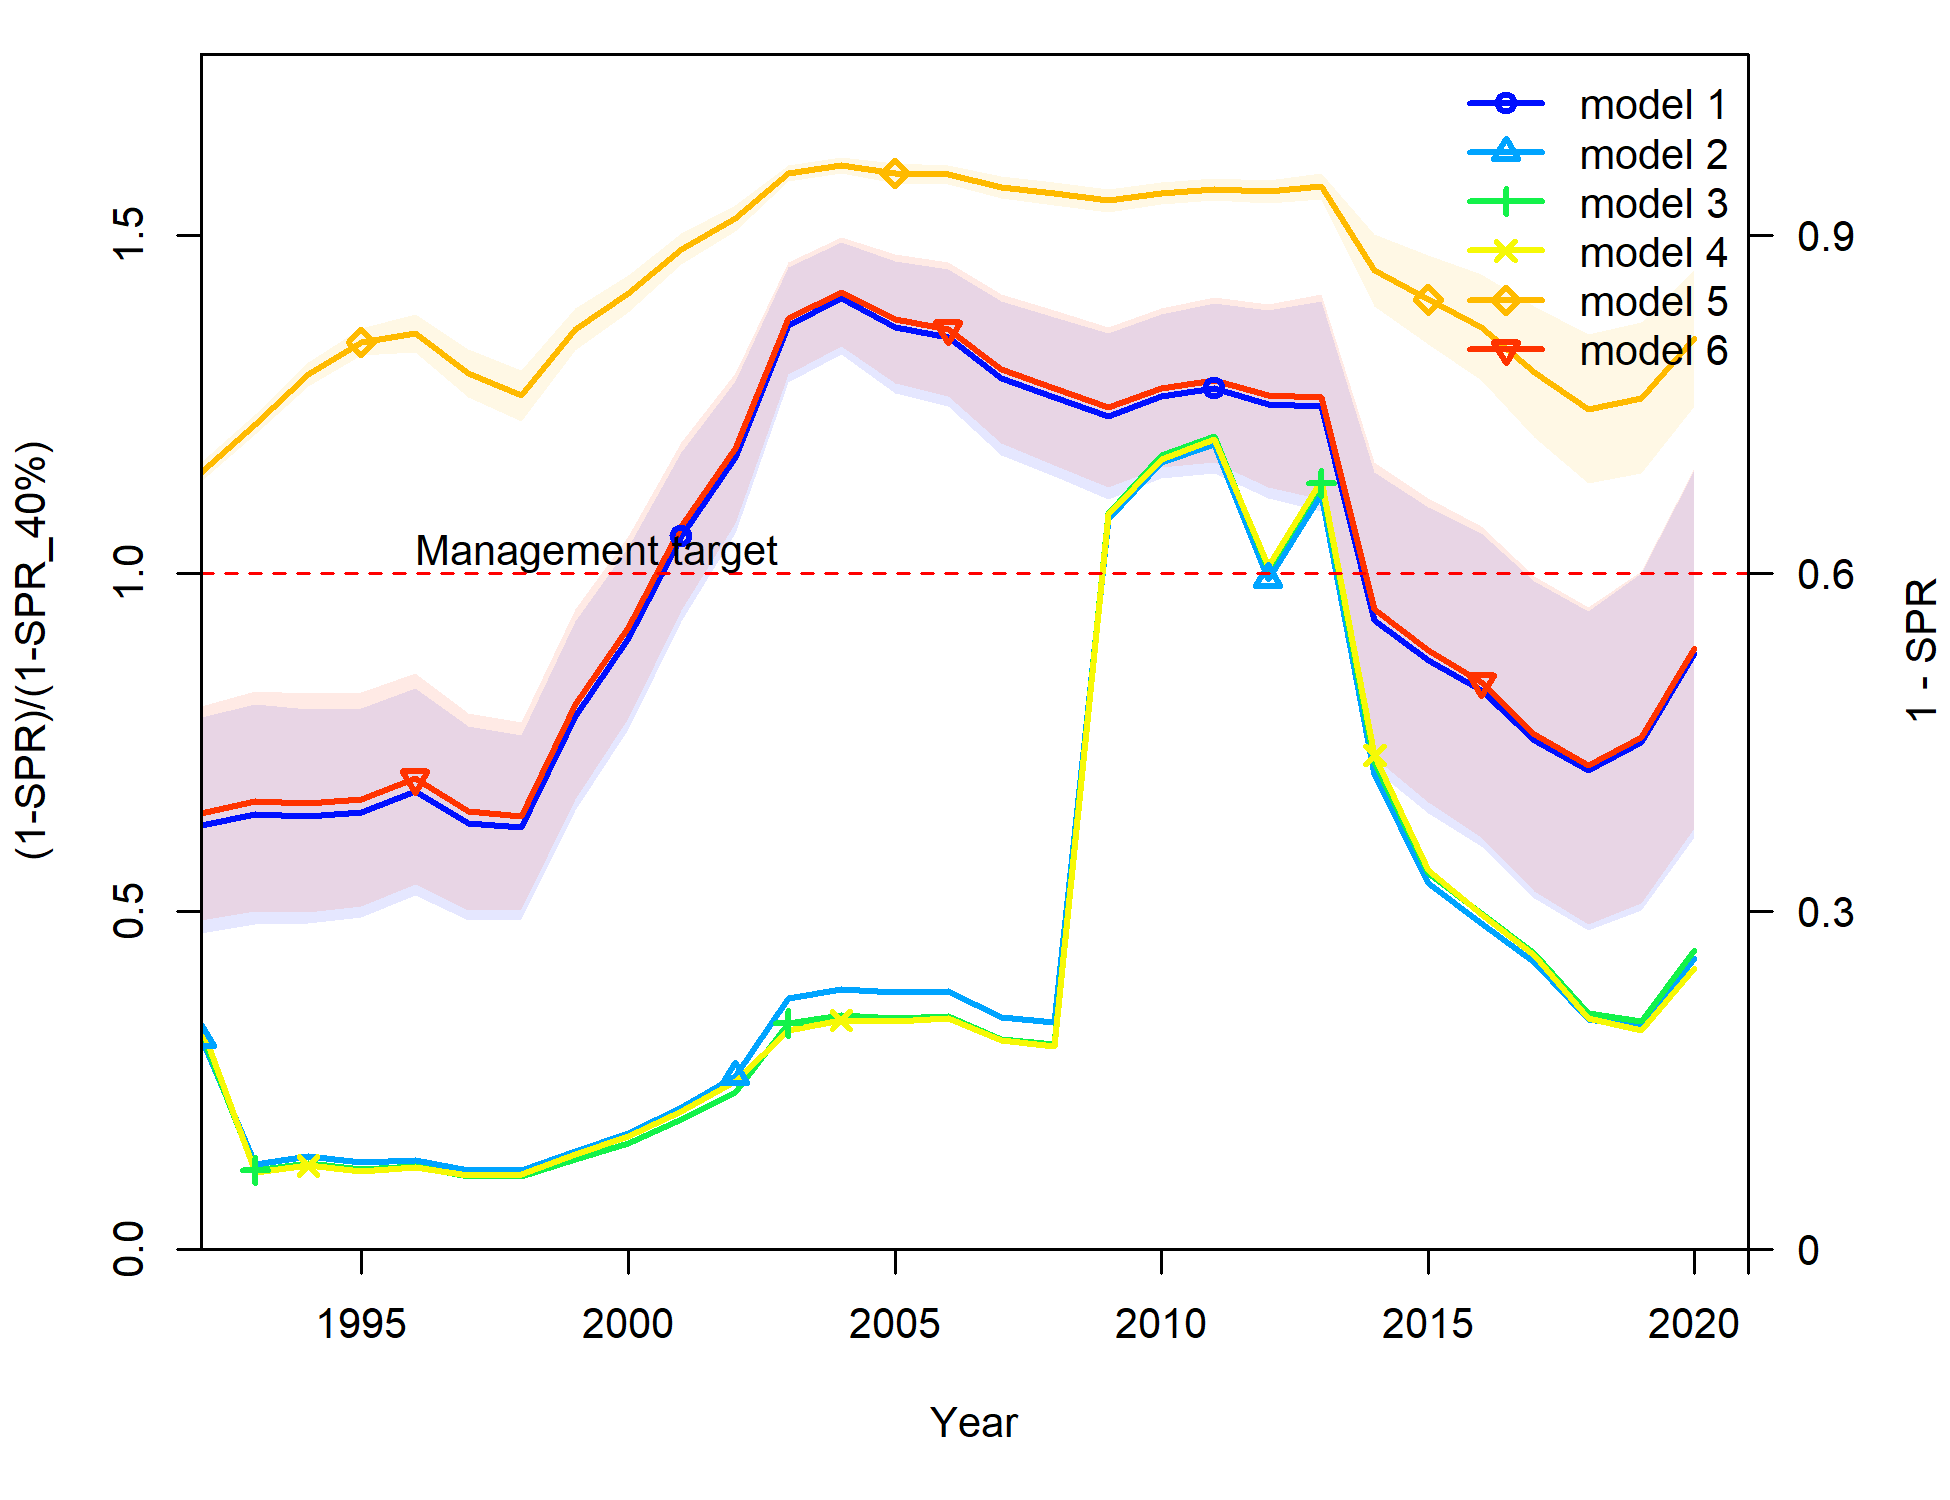 model 1
model 2
model 3
model 4
model 5
model 6
Management target
(1-SPR)/(1-SPR_40%)
0.0
0.5
1.0
1.5
1 - SPR
0
0.3
0.6
0.9
1995
2000
2005
2010
2015
2020
Year